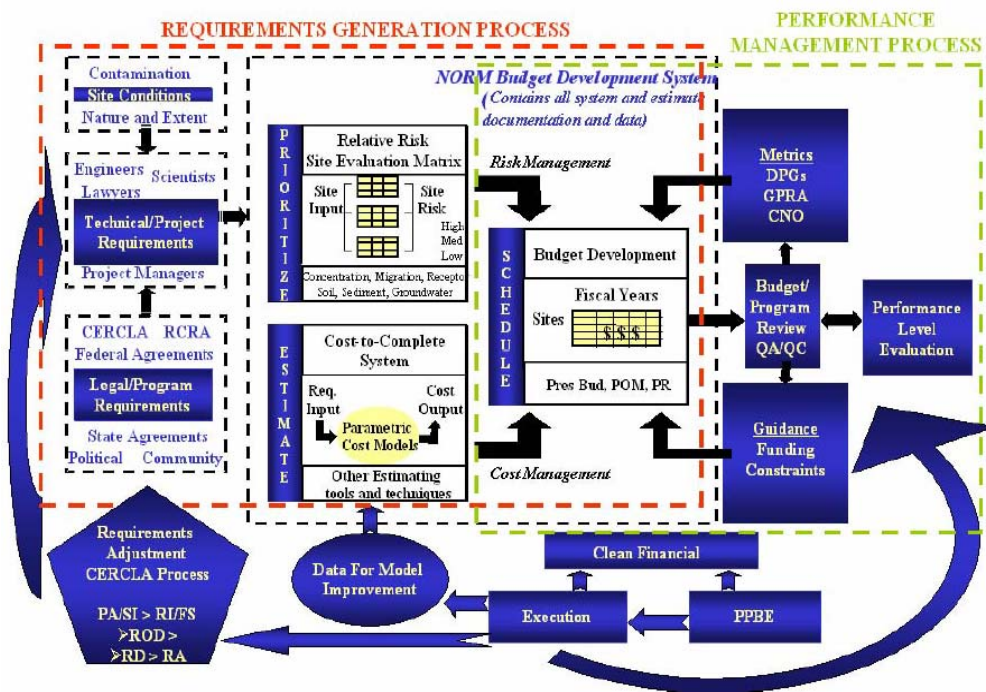 REQUIREMENTS GENERATION PROCESS
PERFORMANCE
MANAGEMENT PROCESS
Contamination
Site Conditions
Nature and Extent
Engineers
Scientists
Lawyers
Technical/Project
Requirements
Project Managers
CERCLA RCRA
Federal Agreements
Legal/Program
Requirements
State Agreements
Political Community
NORM Budget Development System
(Contains all system and estimate
documentation and data)
PRIORITIZE
Relative Risk
Site Evaluation Matrix
Site
Input
Site
Risk
High
Med
Low
Concentration, Migration, Recepto
Soil, Sediment, Groundwater
ESTIMATE
Cost-to-Complete
System
Req.
Input
Cost
Output
Parametric
Cost Models
Other Estimating
tools and techniques
Risk Management
SCHEDULE
Budget Development
Fiscal Years
Sites
$ $ $
Pres Bud, POM, PR,
Cost Management
Metrics
DPGs
GPRA
CNO
Budget/
Program
Review
QA/QC
Performance
Level
Evaluation
Guidance
Funding
Constraints
Requirements
Adjustment
CERCLA Process
PA/SI > RI/FS
➢ROD >
➢RD > RA
Data For Model
Improvement
Clean Financial
Execution
PPBE